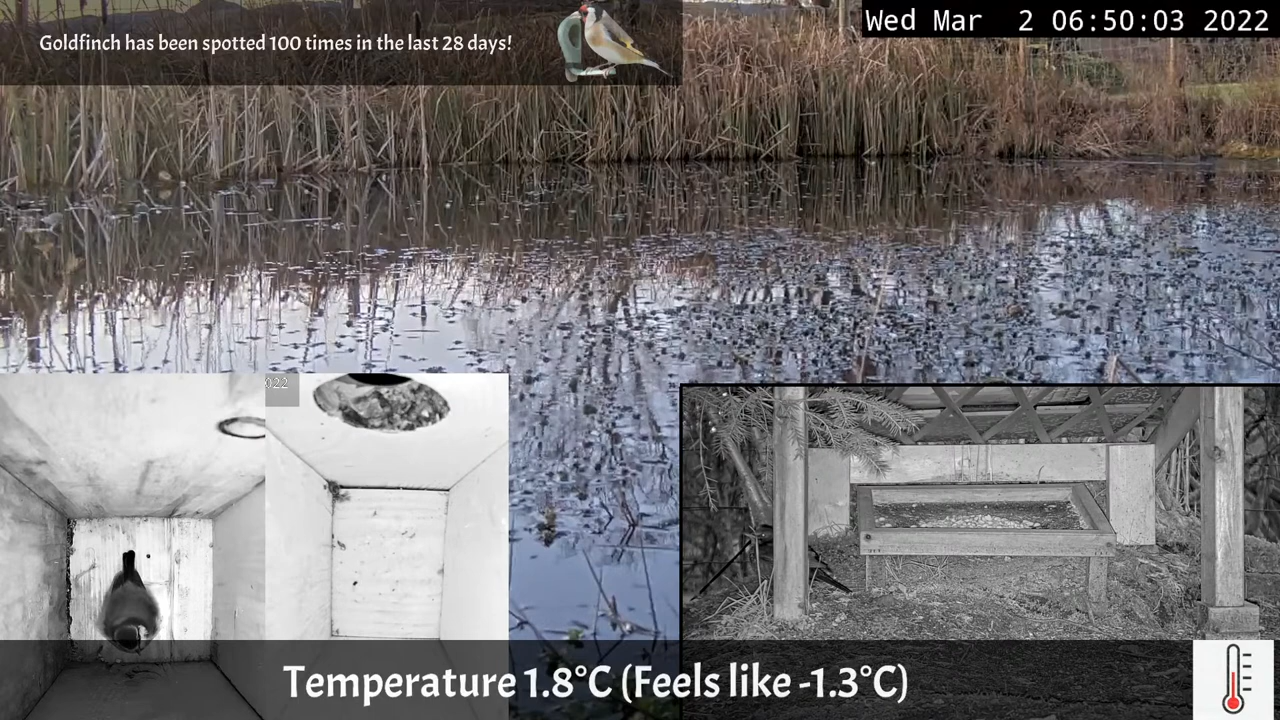 Goldfinch has been spotted 100 times in the last 28 days!
Wed Mar 2 06:50:03 2022
022
Temperature 1.8°C (Feels like -1.3°C)